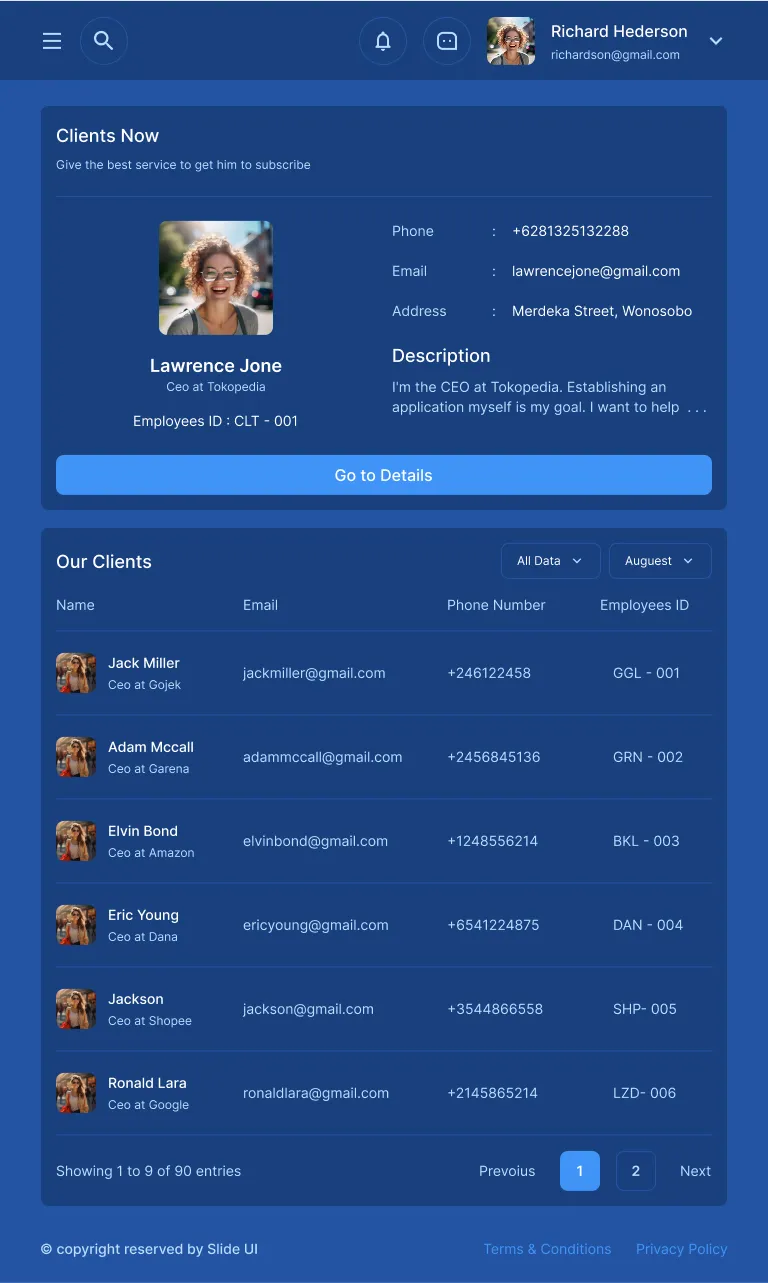 Richard Hederson
richardson@gmail.com
Clients Now
Give the best service to get him to subscribe
Lawrence Jone
Ceo at Tokopedia
Employees ID : CLT - 001
Phone : +6281325132288
Email : lawrencejone@gmail.com
Address : Merdeka Street, Wonosobo
Description
I'm the CEO at Tokopedia. Establishing an
application myself is my goal. I want to help . . .
Go to Details
Our Clients All Data Auguest
Name Email Phone Number Employees ID
Jack Miller
Ceo at Gojek
jackmiller@gmail.com +246122458 GGL - 001
Adam Mccall
Ceo at Garena
adammccall@gmail.com +2456845136 GRN - 002
Elvin Bond
Ceo at Amazon
elvinbond@gmail.com +1248556214 BKL - 003
Eric Young
Ceo at Dana
ericyoung@gmail.com +6541224875 DAN - 004
Jackson
Ceo at Shopee
jackson@gmail.com +3544866558 SHP- 005
Ronald Lara
Ceo at Google
ronaldlara@gmail.com +2145865214 LZD- 006
Showing 1 to 9 of 90 entries Prevoius 1 2 Next
© copyright reserved by Slide UI Terms & Conditions Privacy Policy